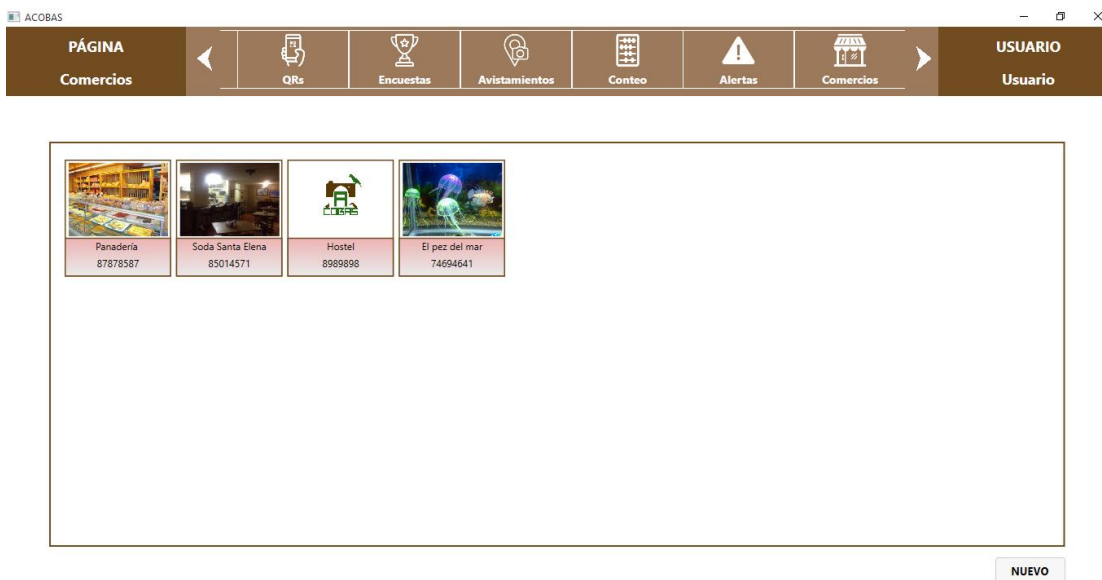 ACOBAS
PÁGINA
Comercios
QRs
Encuestas
Avistamientos
Conteo
Alertas
Comercios
USUARIO
Usuario
Panadería
87878587
Soda Santa Elena
85014571
A
COBAS
Hostel
8989898
El pez del mar
74694641
NUEVO